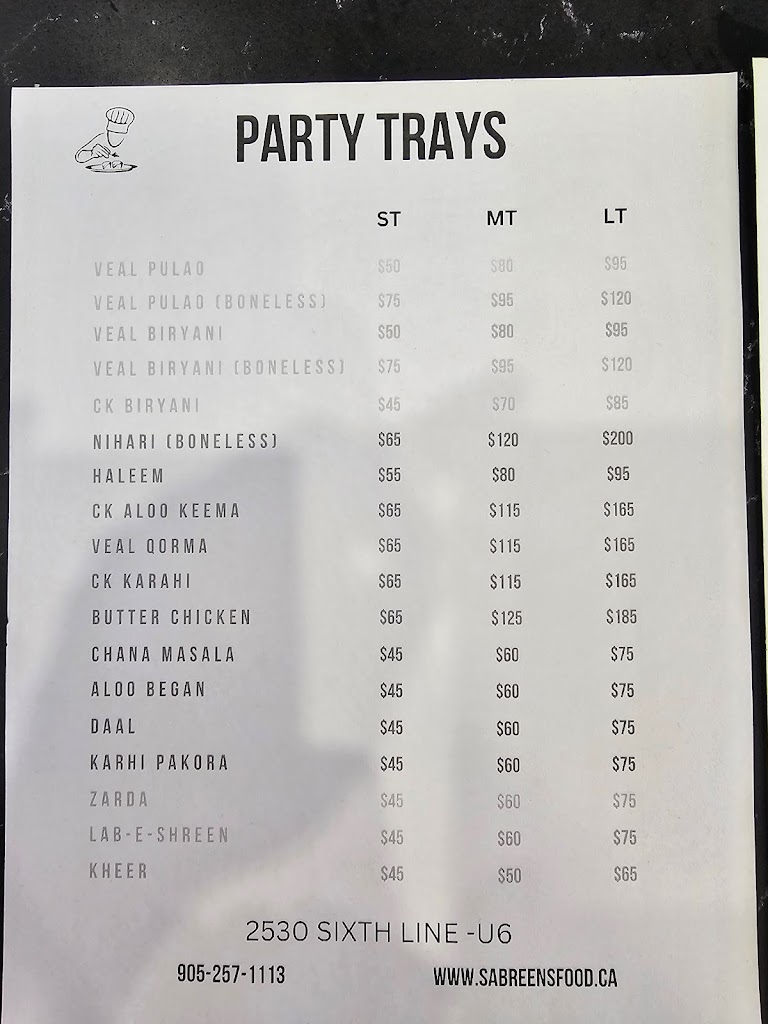 PARTY TRAYS
ST MT LT
VEAL PULAO $50 $80 $95
VEAL PULAO (BONELESS) $75 $95 $120
VEAL BIRYANI $50 $80 $95
VEAL BIRYANI (BONELESS) $75 $95 $120
CK BIRYANI $45 $70 $85
NIHARI (BONELESS) $65 $120 $200
HALEEM $55 $80 $95
CK ALOO KEEMA $65 $115 $165
VEAL QORMA $65 $115 $165
CK KARAHI $65 $115 $165
BUTTER CHICKEN $65 $125 $185
CHANA MASALA $45 $60 $75
ALOO BEGAN $45 $60 $75
DAAL $45 $60 $75
KARHI PAKORA $45 $60 $75
ZARDA $45 $60 $75
LAB-E-SHREEN $45 $60 $75
KHEER $45 $50 $65
2530 SIXTH LINE -U6
905-257-1113 WWW.SABREENSFOOD.CA